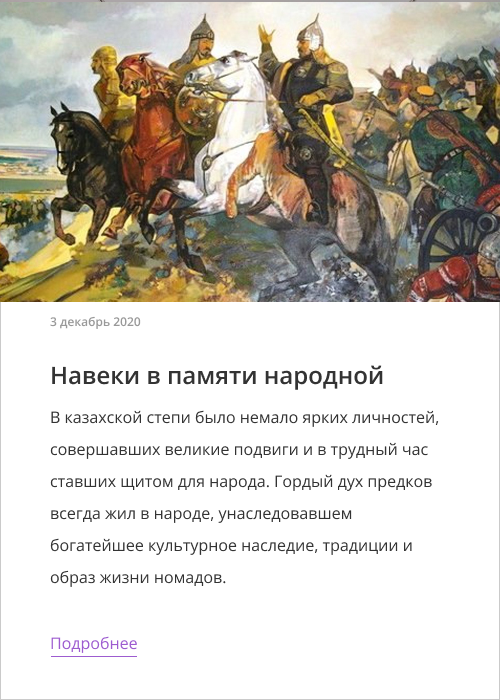 3 декабрь 2020
Навеки в памяти народной
В казахской степи было немало ярких личностей,
совершавших великие подвиги и в трудный час
ставших щитом для народа. Гордый дух предков
всегда жил в народе, унаследовавшем
богатейшее культурное наследие, традиции и
образ жизни номадов.
Подробнее